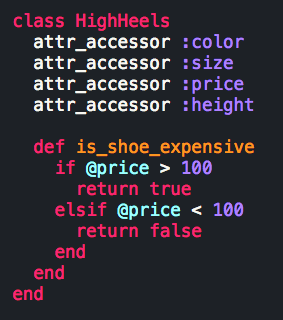 class HighHeels
  attr_accessor :color
  attr_accessor :size
  attr_accessor :price
  attr_accessor :height

  def is_shoe_expensive
    if @price > 100
      return true
    elsif @price < 100
      return false
    end
  end
end